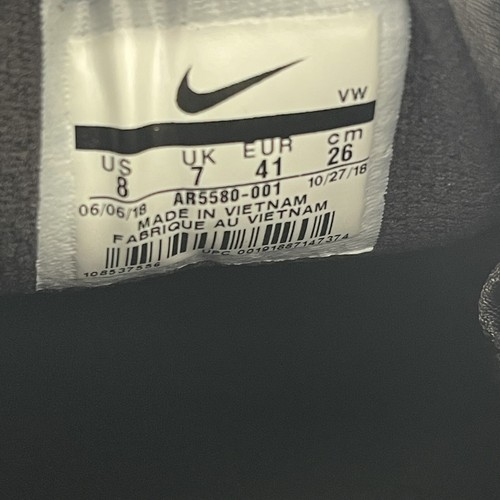 VW
US UK EUR cm
8 7 41 26
06/06/18 AR5580-001 10/27/18
MADE IN VIETNAM
FABRIQUE AU VIETNAM
UPC 00191887147374